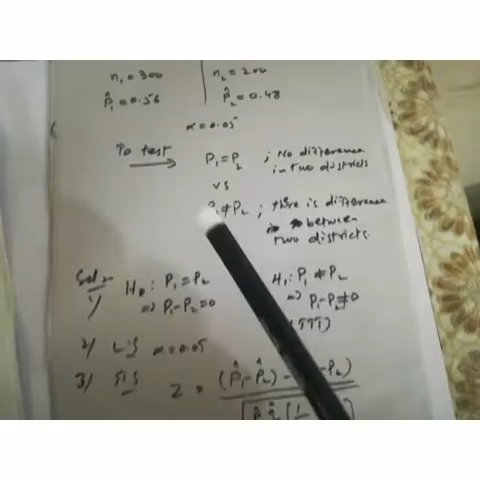 n₁=300 n₂=200
p̂₁=0.56 p̂₂=0.48
α=0.05
To test P₁=P₂ ; No difference
in two districts
vs
P₁≠P₂ ; there is difference
between
two districts.
Soln
1) H₀: P₁=P₂ H₁: P₁≠P₂
⇒ P₁-P₂=0 ⇒ P₁-P₂≠0
2) L.S α=0.05
3) T.S Z = (p̂₁-p̂₂)-
p̂ q̂